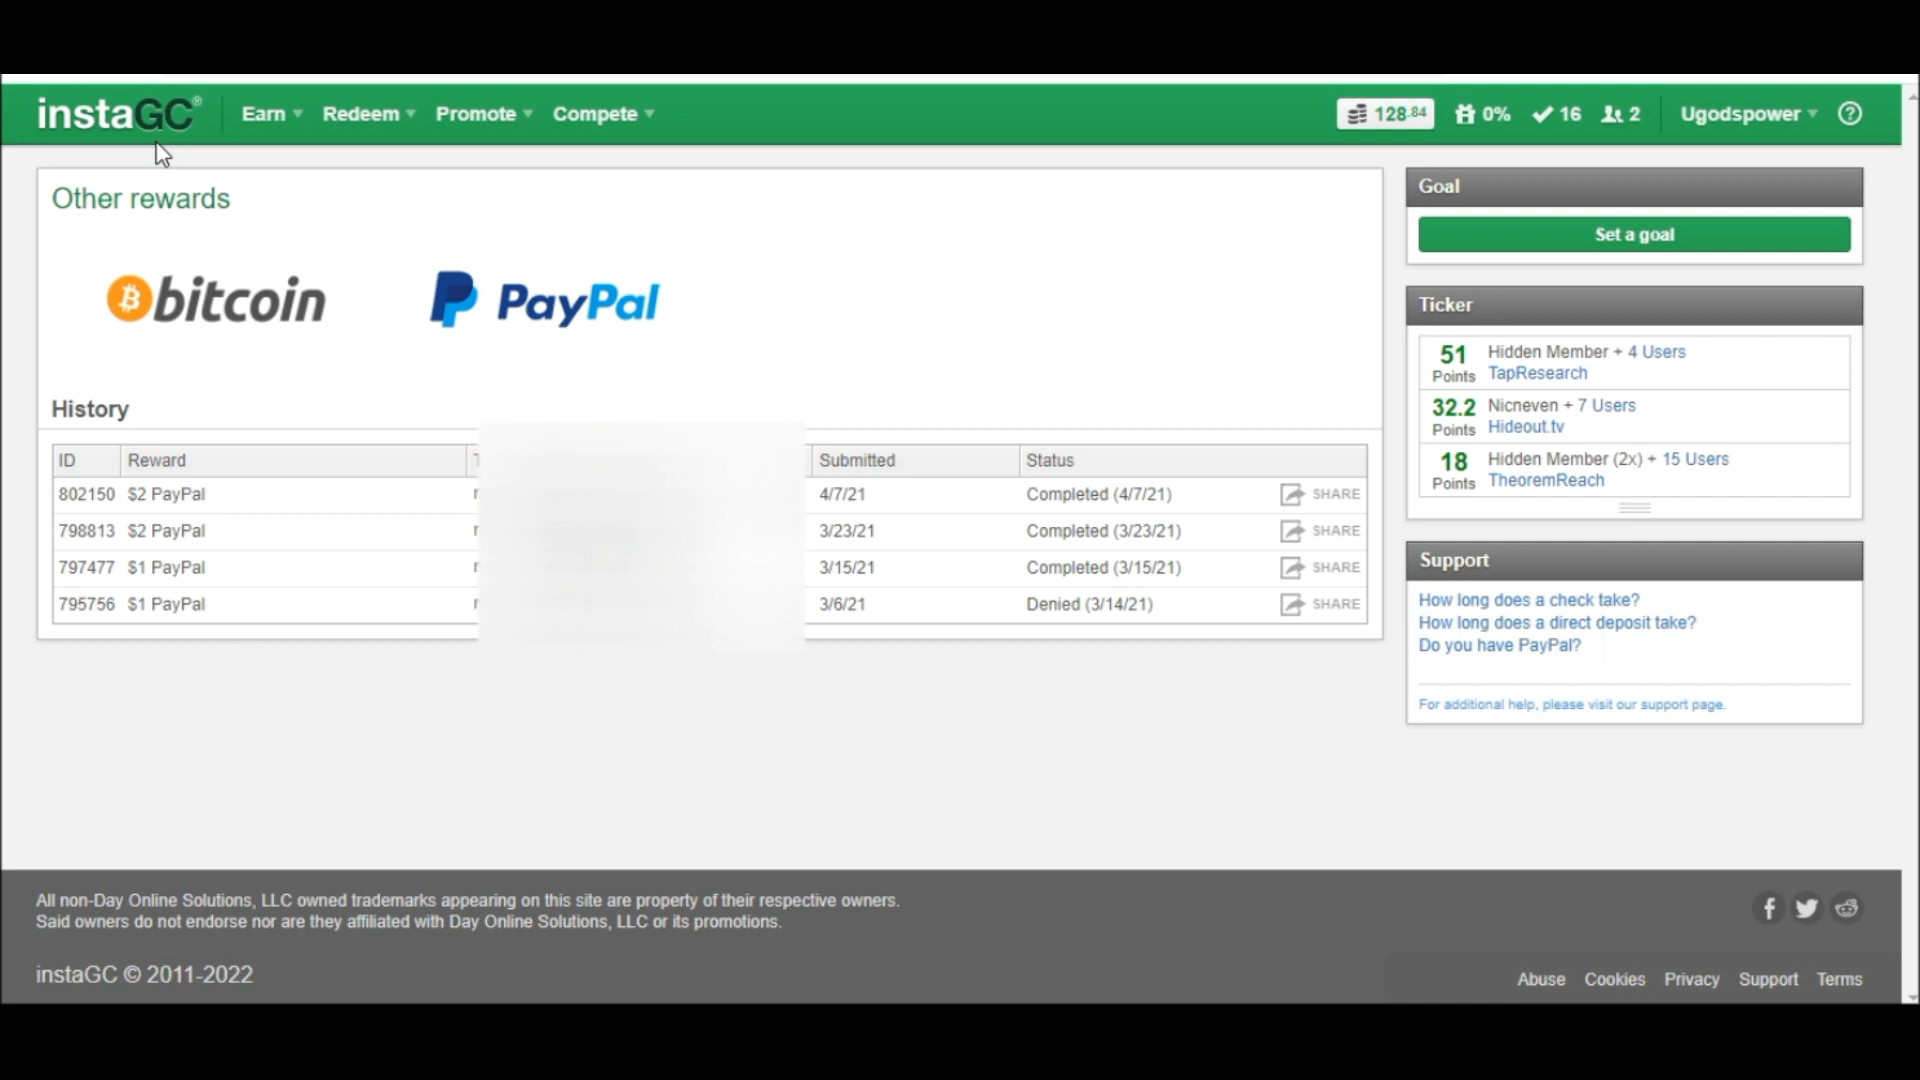 instaGC® Earn Redeem Promote Compete 128.84 0% 16 2 Ugodspower ?
Other rewards
bitcoin PayPal
History
ID Reward Submitted Status
802150 $2 PayPal 4/7/21 Completed (4/7/21) SHARE
798813 $2 PayPal 3/23/21 Completed (3/23/21) SHARE
797477 $1 PayPal 3/15/21 Completed (3/15/21) SHARE
795756 $1 PayPal 3/6/21 Denied (3/14/21) SHARE
Goal
Set a goal
Ticker
51 Hidden Member + 4 Users
Points TapResearch
32.2 Nicneven + 7 Users
Points Hideout.tv
18 Hidden Member (2x) + 15 Users
Points TheoremReach
Support
How long does a check take?
How long does a direct deposit take?
Do you have PayPal?
For additional help, please visit our support page.
All non-Day Online Solutions, LLC owned trademarks appearing on this site are property of their respective owners.
Said owners do not endorse nor are they affiliated with Day Online Solutions, LLC or its promotions.
instaGC © 2011-2022
Abuse Cookies Privacy Support Terms